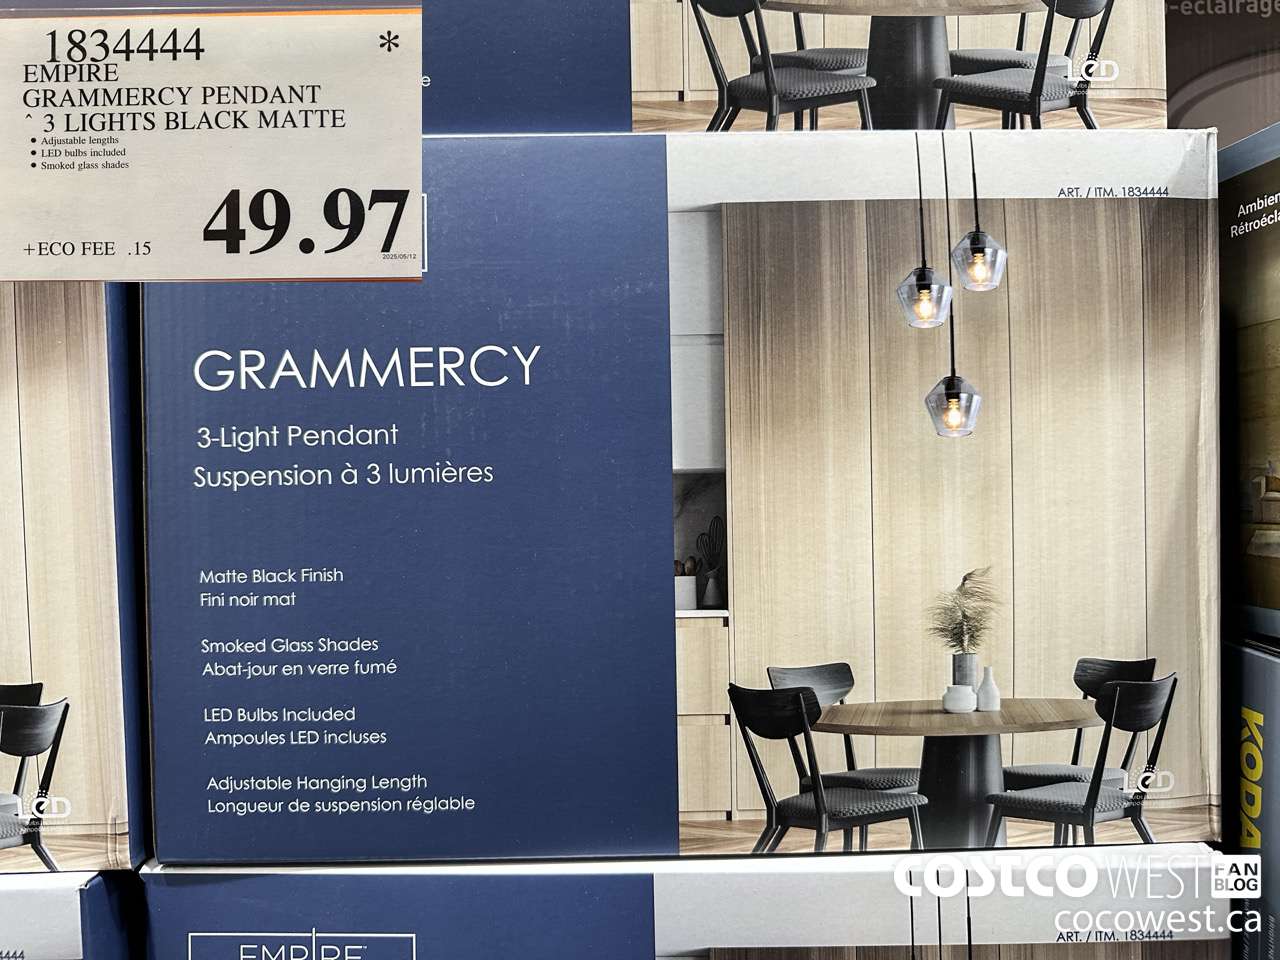 1834444 *
EMPIRE
GRAMMERCY PENDANT
^ 3 LIGHTS BLACK MATTE
• Adjustable lengths
• LED bulbs included
• Smoked glass shades
49.97
+ECO FEE .15
2025/05/12
LED
o-éclairage
ART. / ITM. 1834444
GRAMMERCY
3-Light Pendant
Suspension à 3 lumières
Matte Black Finish
Fini noir mat
Smoked Glass Shades
Abat-jour en verre fumé
LED Bulbs Included
Ampoules LED incluses
Adjustable Hanging Length
Longueur de suspension réglable
LED
LED
KODA
COSTCO WEST FAN BLOG
cocowest.ca
EMPIRE
ART. / ITM. 1834444